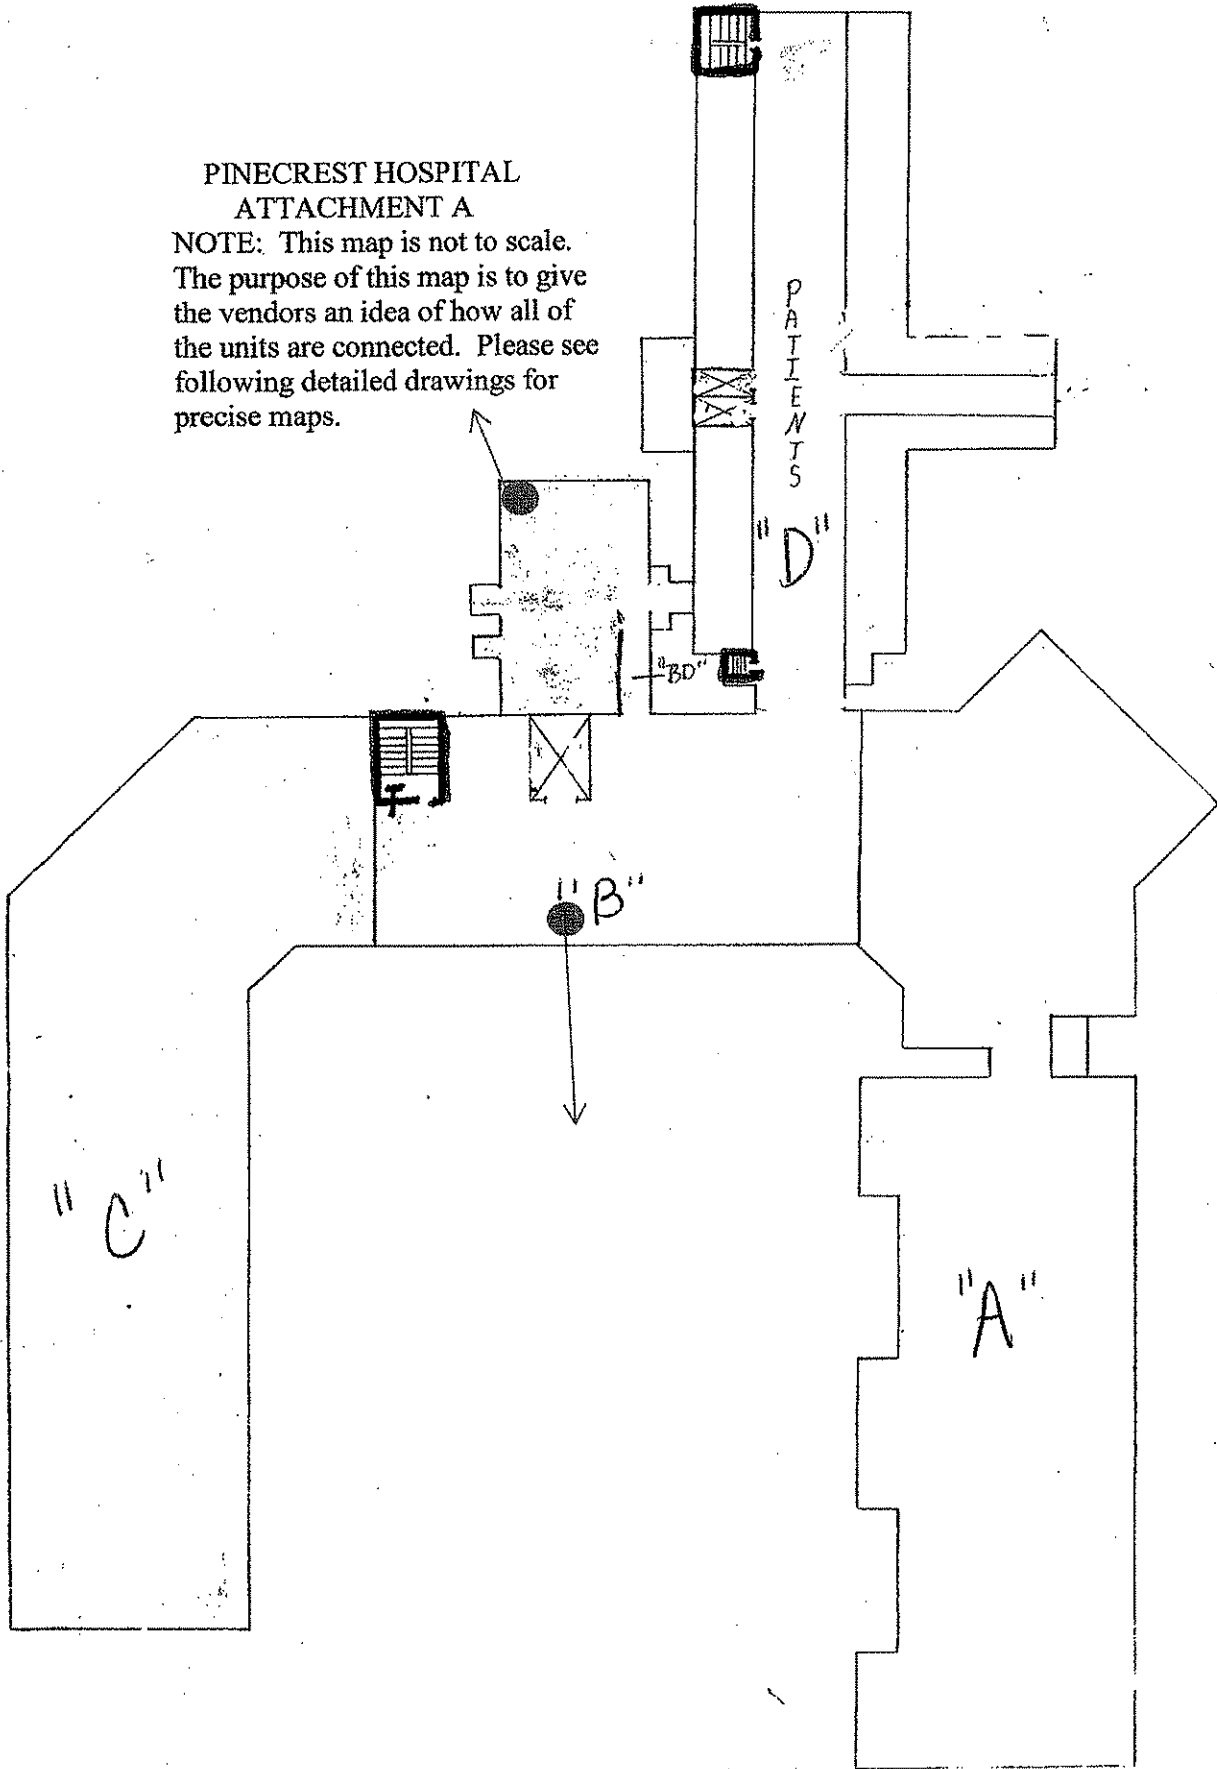 PINECREST HOSPITAL
ATTACHMENT A
NOTE: This map is not to scale.
The purpose of this map is to give
the vendors an idea of how all of
the units are connected. Please see
following detailed drawings for
precise maps.
PATIENTS
"D"
"BD"
"B"
"C"
"A"